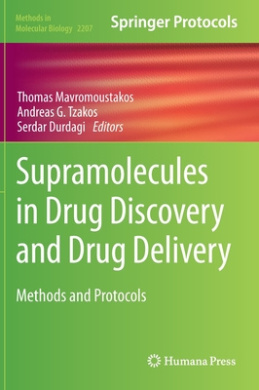 Methods in
Molecular Biology 2207
Springer Protocols
Thomas Mavromoustakos
Andreas G. Tzakos
Serdar Durdagi Editors
Supramolecules
in Drug Discovery
and Drug Delivery
Methods and Protocols
Humana Press